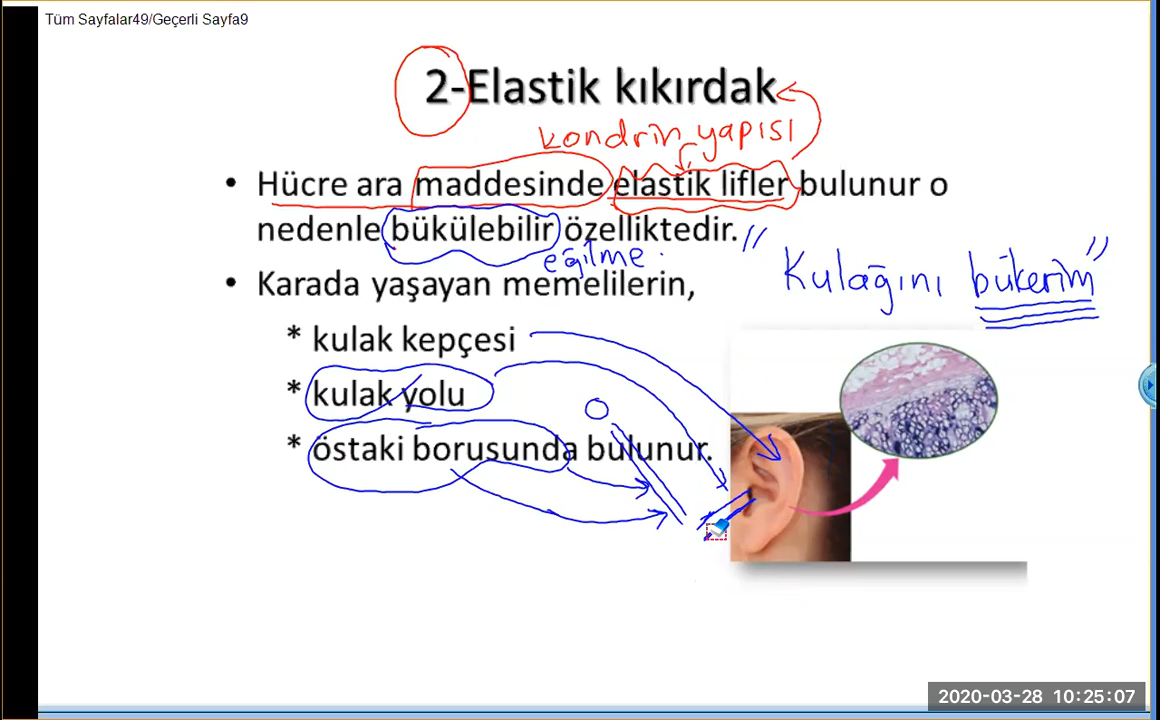 Tüm Sayfalar49/Geçerli Sayfa9
2-Elastik kıkırdak
kondrin yapısı
• Hücre ara maddesinde elastik lifler bulunur o
nedenle bükülebilir özelliktedir.
eğilme.
"Kulağını bükerim"
• Karada yaşayan memelilerin,
* kulak kepçesi
* kulak yolu
* östaki borusunda bulunur.
2020-03-28 10:25:07